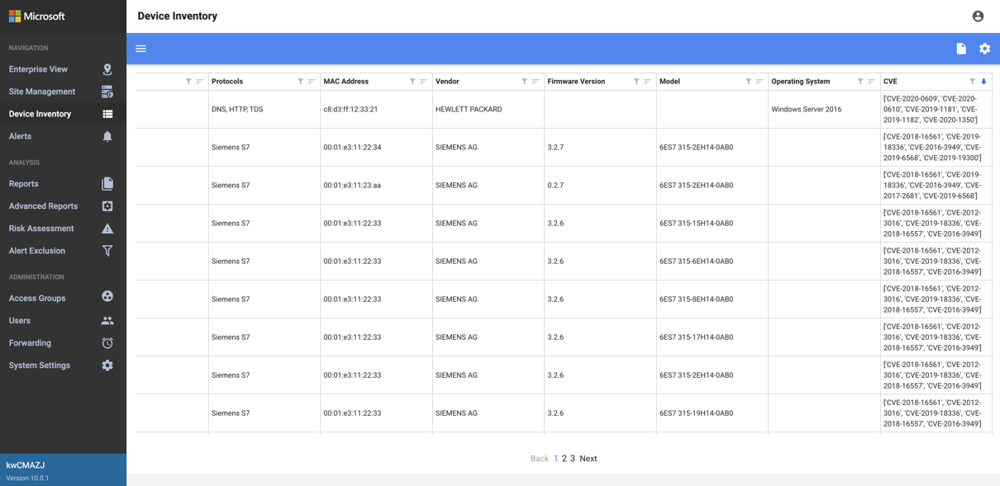 Microsoft
Device Inventory
NAVIGATION
Enterprise View
Site Management
Device Inventory
Alerts
ANALYSIS
Reports
Advanced Reports
Risk Assessment
Alert Exclusion
ADMINISTRATION
Access Groups
Users
Forwarding
System Settings
kwCMAZJ
Version 10.0.1
Protocols MAC Address Vendor Firmware Version Model Operating System CVE
DNS, HTTP, TDS c8:d3:ff:12:33:21 HEWLETT PACKARD Windows Server 2016
['CVE-2020-0609', 'CVE-2020-
0610', 'CVE-2019-1181', 'CVE-
2019-1182', 'CVE-2020-1350']
Siemens S7 00:01:e3:11:22:34 SIEMENS AG 3.2.7 6ES7 315-2EH14-0AB0
['CVE-2018-16561', 'CVE-2019-
18336', 'CVE-2016-3949', 'CVE-
2019-6568', 'CVE-2019-19300']
Siemens S7 00:01:e3:11:23:aa SIEMENS AG 0.2.7 6ES7 315-2EH14-0AB0
['CVE-2018-16561', 'CVE-2019-
18336', 'CVE-2016-3949', 'CVE-
2017-2681', 'CVE-2019-6568']
Siemens S7 00:01:e3:11:22:33 SIEMENS AG 3.2.6 6ES7 315-15H14-0AB0
['CVE-2018-16561', 'CVE-2012-
3016', 'CVE-2019-18336', 'CVE-
2018-16557', 'CVE-2016-3949']
Siemens S7 00:01:e3:11:22:33 SIEMENS AG 3.2.6 6ES7 315-6EH14-0AB0
['CVE-2018-16561', 'CVE-2012-
3016', 'CVE-2019-18336', 'CVE-
2018-16557', 'CVE-2016-3949']
Siemens S7 00:01:e3:11:22:33 SIEMENS AG 3.2.6 6ES7 315-8EH14-0AB0
['CVE-2018-16561', 'CVE-2012-
3016', 'CVE-2019-18336', 'CVE-
2018-16557', 'CVE-2016-3949']
Siemens S7 00:01:e3:11:22:33 SIEMENS AG 3.2.6 6ES7 315-17H14-0AB0
['CVE-2018-16561', 'CVE-2012-
3016', 'CVE-2019-18336', 'CVE-
2018-16557', 'CVE-2016-3949']
Siemens S7 00:01:e3:11:22:33 SIEMENS AG 3.2.6 6ES7 315-2EH14-0AB0
['CVE-2018-16561', 'CVE-2012-
3016', 'CVE-2019-18336', 'CVE-
2018-16557', 'CVE-2016-3949']
Siemens S7 00:01:e3:11:22:33 SIEMENS AG 3.2.6 6ES7 315-19H14-0AB0
['CVE-2018-16561', 'CVE-2012-
3016', 'CVE-2019-18336', 'CVE-
2018-16557', 'CVE-2016-3949']
Back 1 2 3 Next